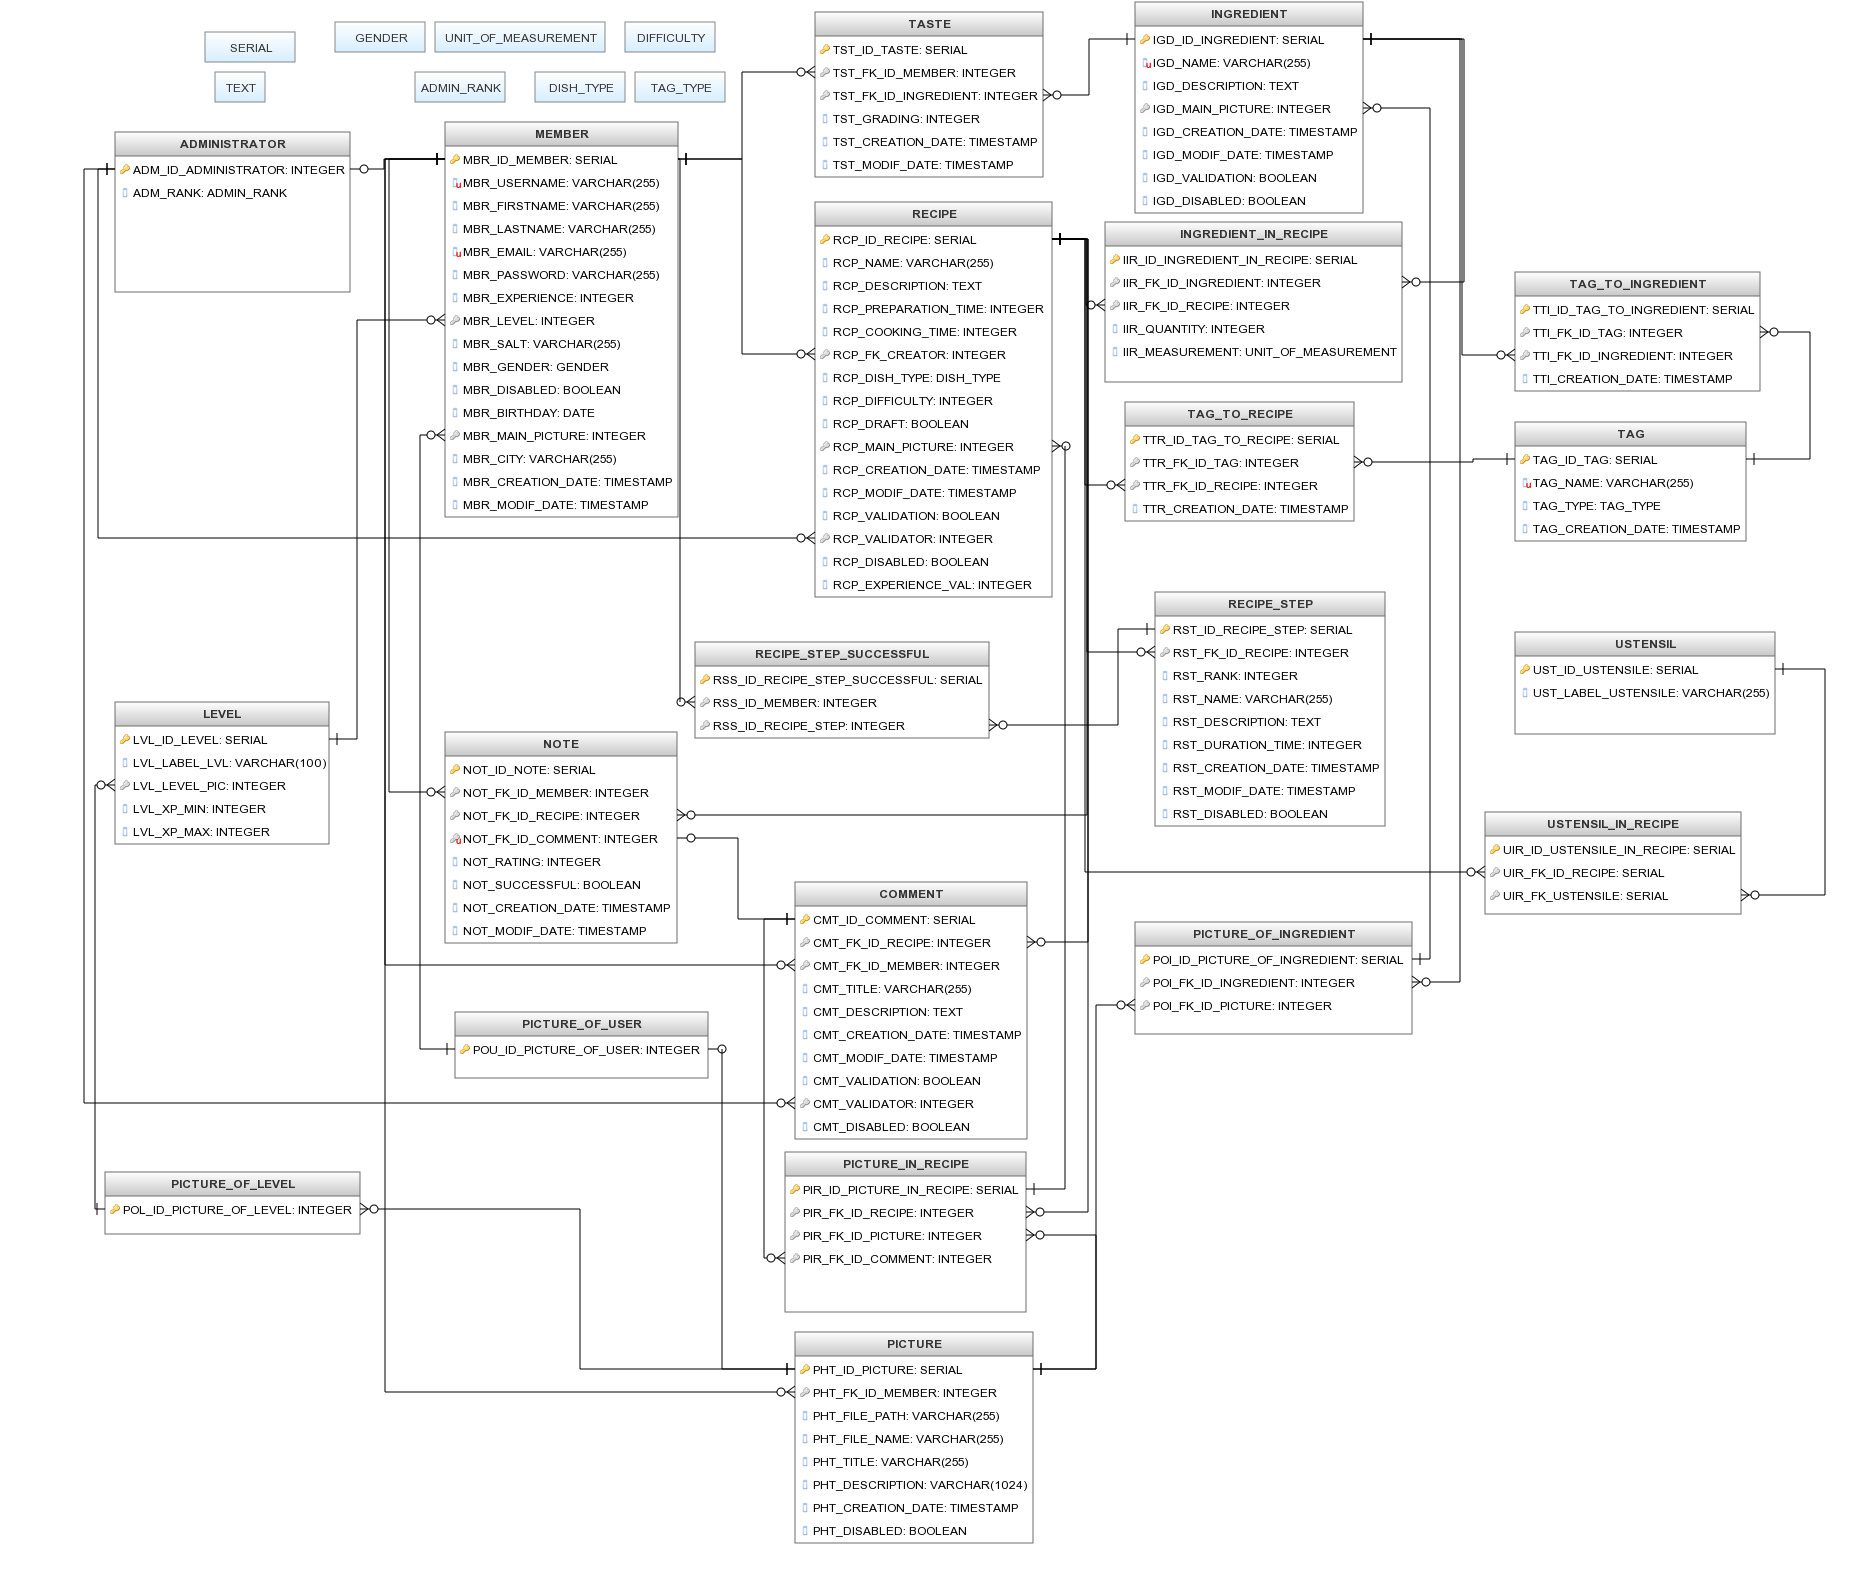 SERIAL
GENDER
UNIT_OF_MEASUREMENT
DIFFICULTY
TEXT
ADMIN_RANK
DISH_TYPE
TAG_TYPE
ADMINISTRATOR
ADM_ID_ADMINISTRATOR: INTEGER
ADM_RANK: ADMIN_RANK
MEMBER
MBR_ID_MEMBER: SERIAL
MBR_USERNAME: VARCHAR(255)
MBR_FIRSTNAME: VARCHAR(255)
MBR_LASTNAME: VARCHAR(255)
MBR_EMAIL: VARCHAR(255)
MBR_PASSWORD: VARCHAR(255)
MBR_EXPERIENCE: INTEGER
MBR_LEVEL: INTEGER
MBR_SALT: VARCHAR(255)
MBR_GENDER: GENDER
MBR_DISABLED: BOOLEAN
MBR_BIRTHDAY: DATE
MBR_MAIN_PICTURE: INTEGER
MBR_CITY: VARCHAR(255)
MBR_CREATION_DATE: TIMESTAMP
MBR_MODIF_DATE: TIMESTAMP
TASTE
TST_ID_TASTE: SERIAL
TST_FK_ID_MEMBER: INTEGER
TST_FK_ID_INGREDIENT: INTEGER
TST_GRADING: INTEGER
TST_CREATION_DATE: TIMESTAMP
TST_MODIF_DATE: TIMESTAMP
INGREDIENT
IGD_ID_INGREDIENT: SERIAL
IGD_NAME: VARCHAR(255)
IGD_DESCRIPTION: TEXT
IGD_MAIN_PICTURE: INTEGER
IGD_CREATION_DATE: TIMESTAMP
IGD_MODIF_DATE: TIMESTAMP
IGD_VALIDATION: BOOLEAN
IGD_DISABLED: BOOLEAN
RECIPE
RCP_ID_RECIPE: SERIAL
RCP_NAME: VARCHAR(255)
RCP_DESCRIPTION: TEXT
RCP_PREPARATION_TIME: INTEGER
RCP_COOKING_TIME: INTEGER
RCP_FK_CREATOR: INTEGER
RCP_DISH_TYPE: DISH_TYPE
RCP_DIFFICULTY: INTEGER
RCP_DRAFT: BOOLEAN
RCP_MAIN_PICTURE: INTEGER
RCP_CREATION_DATE: TIMESTAMP
RCP_MODIF_DATE: TIMESTAMP
RCP_VALIDATION: BOOLEAN
RCP_VALIDATOR: INTEGER
RCP_DISABLED: BOOLEAN
RCP_EXPERIENCE_VAL: INTEGER
INGREDIENT_IN_RECIPE
IIR_ID_INGREDIENT_IN_RECIPE: SERIAL
IIR_FK_ID_INGREDIENT: INTEGER
IIR_FK_ID_RECIPE: INTEGER
IIR_QUANTITY: INTEGER
IIR_MEASUREMENT: UNIT_OF_MEASUREMENT
TAG_TO_INGREDIENT
TTI_ID_TAG_TO_INGREDIENT: SERIAL
TTI_FK_ID_TAG: INTEGER
TTI_FK_ID_INGREDIENT: INTEGER
TTI_CREATION_DATE: TIMESTAMP
TAG_TO_RECIPE
TTR_ID_TAG_TO_RECIPE: SERIAL
TTR_FK_ID_TAG: INTEGER
TTR_FK_ID_RECIPE: INTEGER
TTR_CREATION_DATE: TIMESTAMP
TAG
TAG_ID_TAG: SERIAL
TAG_NAME: VARCHAR(255)
TAG_TYPE: TAG_TYPE
TAG_CREATION_DATE: TIMESTAMP
RECIPE_STEP
RST_ID_RECIPE_STEP: SERIAL
RST_FK_ID_RECIPE: INTEGER
RST_RANK: INTEGER
RST_NAME: VARCHAR(255)
RST_DESCRIPTION: TEXT
RST_DURATION_TIME: INTEGER
RST_CREATION_DATE: TIMESTAMP
RST_MODIF_DATE: TIMESTAMP
RST_DISABLED: BOOLEAN
USTENSIL
UST_ID_USTENSILE: SERIAL
UST_LABEL_USTENSILE: VARCHAR(255)
RECIPE_STEP_SUCCESSFUL
RSS_ID_RECIPE_STEP_SUCCESSFUL: SERIAL
RSS_ID_MEMBER: INTEGER
RSS_ID_RECIPE_STEP: INTEGER
LEVEL
LVL_ID_LEVEL: SERIAL
LVL_LABEL_LVL: VARCHAR(100)
LVL_LEVEL_PIC: INTEGER
LVL_XP_MIN: INTEGER
LVL_XP_MAX: INTEGER
NOTE
NOT_ID_NOTE: SERIAL
NOT_FK_ID_MEMBER: INTEGER
NOT_FK_ID_RECIPE: INTEGER
NOT_FK_ID_COMMENT: INTEGER
NOT_RATING: INTEGER
NOT_SUCCESSFUL: BOOLEAN
NOT_CREATION_DATE: TIMESTAMP
NOT_MODIF_DATE: TIMESTAMP
USTENSIL_IN_RECIPE
UIR_ID_USTENSILE_IN_RECIPE: SERIAL
UIR_FK_ID_RECIPE: SERIAL
UIR_FK_USTENSILE: SERIAL
COMMENT
CMT_ID_COMMENT: SERIAL
CMT_FK_ID_RECIPE: INTEGER
CMT_FK_ID_MEMBER: INTEGER
CMT_TITLE: VARCHAR(255)
CMT_DESCRIPTION: TEXT
CMT_CREATION_DATE: TIMESTAMP
CMT_MODIF_DATE: TIMESTAMP
CMT_VALIDATION: BOOLEAN
CMT_VALIDATOR: INTEGER
CMT_DISABLED: BOOLEAN
PICTURE_OF_INGREDIENT
POI_ID_PICTURE_OF_INGREDIENT: SERIAL
POI_FK_ID_INGREDIENT: INTEGER
POI_FK_ID_PICTURE: INTEGER
PICTURE_OF_USER
POU_ID_PICTURE_OF_USER: INTEGER
PICTURE_OF_LEVEL
POL_ID_PICTURE_OF_LEVEL: INTEGER
PICTURE_IN_RECIPE
PIR_ID_PICTURE_IN_RECIPE: SERIAL
PIR_FK_ID_RECIPE: INTEGER
PIR_FK_ID_PICTURE: INTEGER
PIR_FK_ID_COMMENT: INTEGER
PICTURE
PHT_ID_PICTURE: SERIAL
PHT_FK_ID_MEMBER: INTEGER
PHT_FILE_PATH: VARCHAR(255)
PHT_FILE_NAME: VARCHAR(255)
PHT_TITLE: VARCHAR(255)
PHT_DESCRIPTION: VARCHAR(1024)
PHT_CREATION_DATE: TIMESTAMP
PHT_DISABLED: BOOLEAN